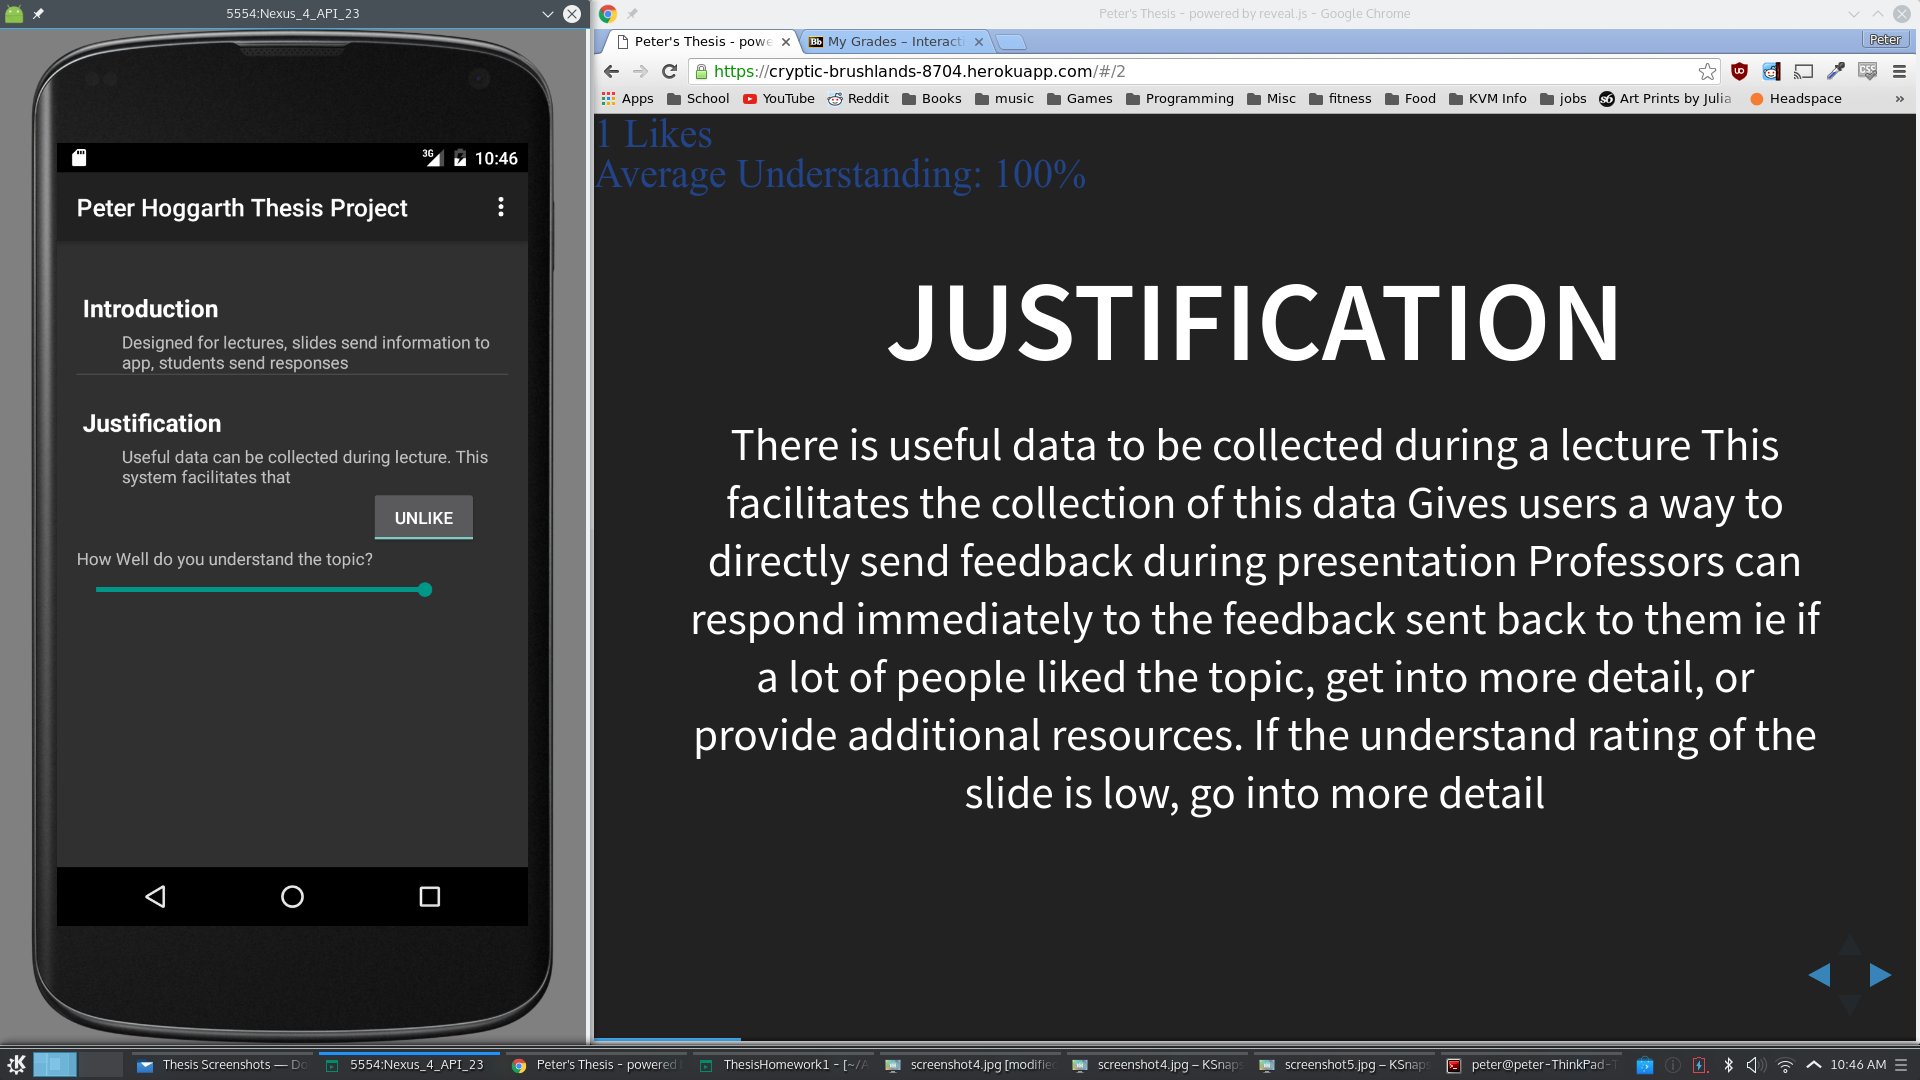 5554:Nexus_4_API_23
3G 10:46
Peter Hoggarth Thesis Project
Introduction
Designed for lectures, slides send information to
app, students send responses
Justification
Useful data can be collected during lecture. This
system facilitates that
UNLIKE
How Well do you understand the topic?
Peter's Thesis - powered by reveal.js - Google Chrome
Peter's Thesis - powe
Bb My Grades – Interacti
Peter
https://cryptic-brushlands-8704.herokuapp.com/#/2
Apps School YouTube Reddit Books music Games Programming Misc fitness Food KVM Info jobs Art Prints by Julia Headspace »
1 Likes
Average Understanding: 100%
JUSTIFICATION
There is useful data to be collected during a lecture This
facilitates the collection of this data Gives users a way to
directly send feedback during presentation Professors can
respond immediately to the feedback sent back to them ie if
a lot of people liked the topic, get into more detail, or
provide additional resources. If the understand rating of the
slide is low, go into more detail
Thesis Screenshots — Do
5554:Nexus_4_API_23
Peter's Thesis - powered
ThesisHomework1 - [~/A
screenshot4.jpg [modifie
screenshot4.jpg – KSnaps
screenshot5.jpg – KSnaps
peter@peter-ThinkPad-T
10:46 AM